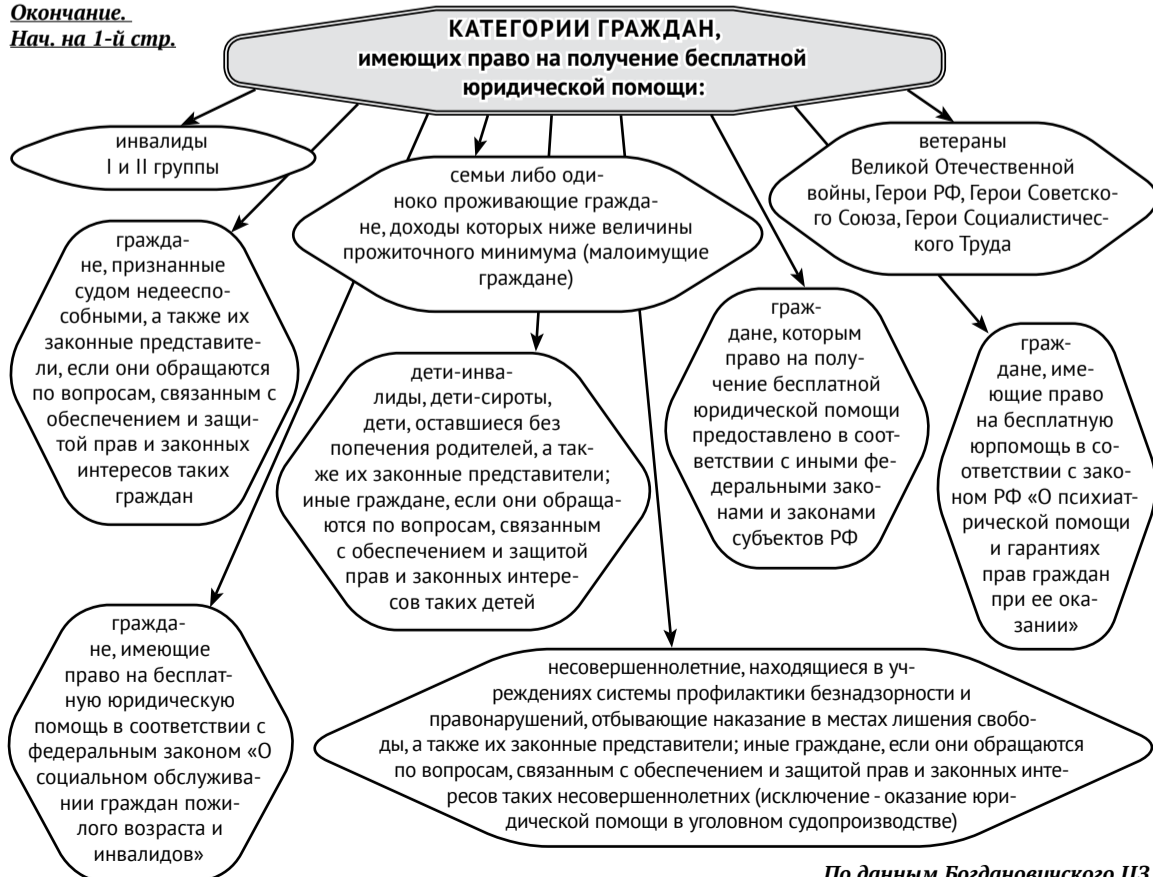 Окончание.
Нач. на 1-й стр.
КАТЕГОРИИ ГРАЖДАН,
имеющих право на получение бесплатной
юридической помощи:
инвалиды
I и II группы
ветераны
Великой Отечественной
войны, Герои РФ, Герои Советско-
го Союза, Герои Социалистичес-
кого Труда
семьи либо оди-
ноко проживающие гражда-
не, доходы которых ниже величины
прожиточного минимума (малоимущие
граждане)
гражда-
не, признанные
судом недееспо-
собными, а также их
законные представите-
ли, если они обращаются
по вопросам, связанным с
обеспечением и защи-
той прав и законных
интересов таких
граждан
дети-инва-
лиды, дети-сироты,
дети, оставшиеся без
попечения родителей, а так-
же их законные представители;
иные граждане, если они обраща-
ются по вопросам, связанным
с обеспечением и защитой
прав и законных интере-
сов таких детей
граж-
дане, которым
право на полу-
чение бесплатной
юридической помощи
предоставлено в соот-
ветствии с иными фе-
деральными зако-
нами и законами
субъектов РФ
граж-
дане, име-
ющие право
на бесплатную
юрпомощь в со-
ответствии с зако-
ном РФ «О психиат-
рической помощи
и гарантиях
прав граждан
при ее ока-
зании»
гражда-
не, имеющие
право на бесплат-
ную юридическую
помощь в соответствии с
федеральным законом «О
социальном обслужива-
нии граждан пожи-
лого возраста и
инвалидов»
несовершеннолетние, находящиеся в уч-
реждениях системы профилактики безнадзорности и
правонарушений, отбывающие наказание в местах лишения свобо-
ды, а также их законные представители; иные граждане, если они обращаются
по вопросам, связанным с обеспечением и защитой прав и законных инте-
ресов таких несовершеннолетних (исключение - оказание юри-
дической помощи в уголовном судопроизводстве)
По данным Богдановичского ЦЗ